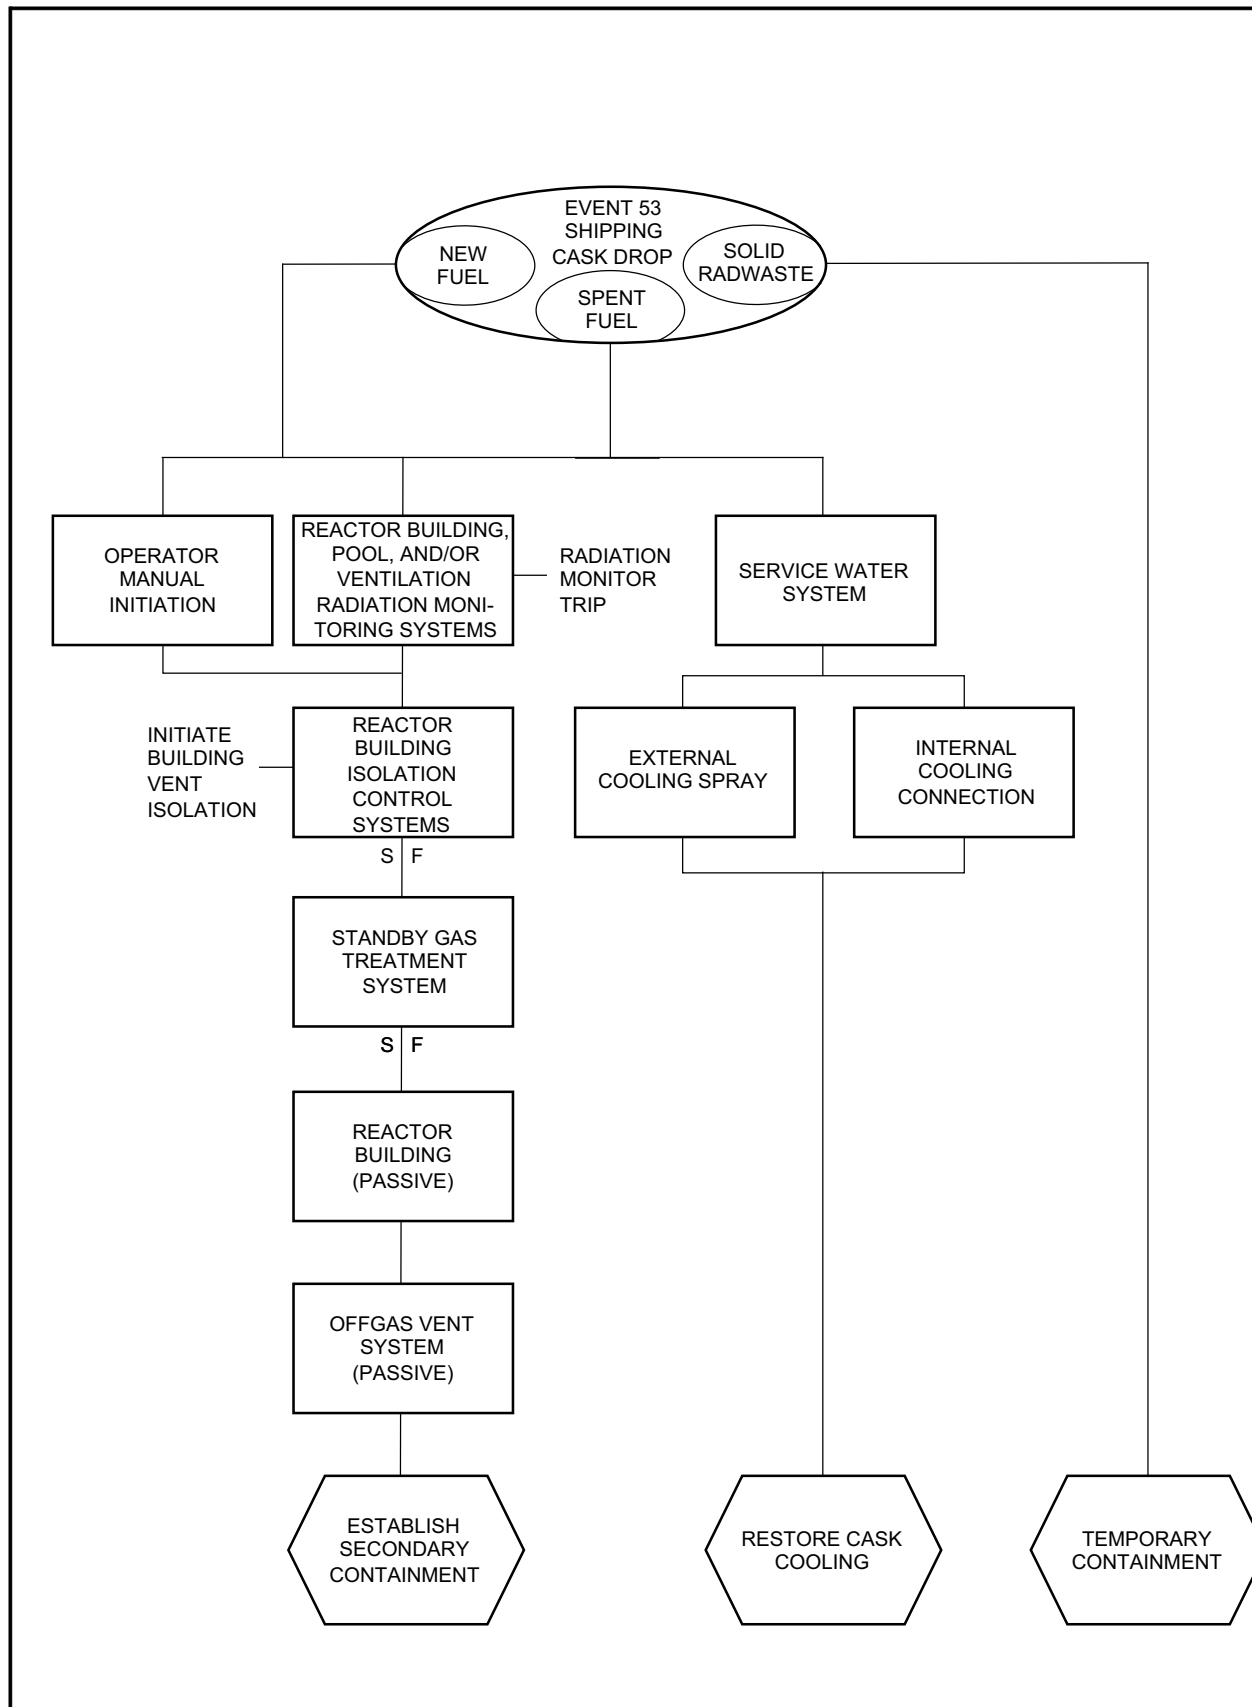 EVENT 53
SHIPPING
CASK DROP
NEW
FUEL
SPENT
FUEL
SOLID
RADWASTE
OPERATOR
MANUAL
INITIATION
REACTOR BUILDING,
POOL, AND/OR
VENTILATION
RADIATION MONI-
TORING SYSTEMS
RADIATION
MONITOR
TRIP
SERVICE WATER
SYSTEM
INITIATE
BUILDING
VENT
ISOLATION
REACTOR
BUILDING
ISOLATION
CONTROL
SYSTEMS
EXTERNAL
COOLING SPRAY
INTERNAL
COOLING
CONNECTION
S F
STANDBY GAS
TREATMENT
SYSTEM
S F
REACTOR
BUILDING
(PASSIVE)
OFFGAS VENT
SYSTEM
(PASSIVE)
ESTABLISH
SECONDARY
CONTAINMENT
RESTORE CASK
COOLING
TEMPORARY
CONTAINMENT